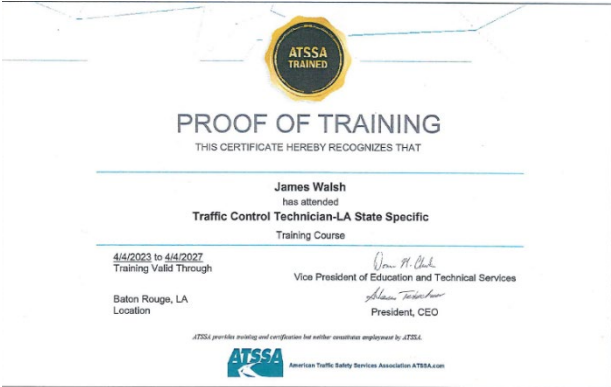 ATSSA
TRAINED
PROOF OF TRAINING
THIS CERTIFICATE HEREBY RECOGNIZES THAT
James Walsh
has attended
Traffic Control Technician-LA State Specific
Training Course
4/4/2023 to 4/4/2027
Training Valid Through
Vice President of Education and Technical Services
Baton Rouge, LA
Location
President, CEO
ATSSA provides training and certification but neither constitutes employment by ATSSA.
ATSSA
American Traffic Safety Services Association ATSSA.com